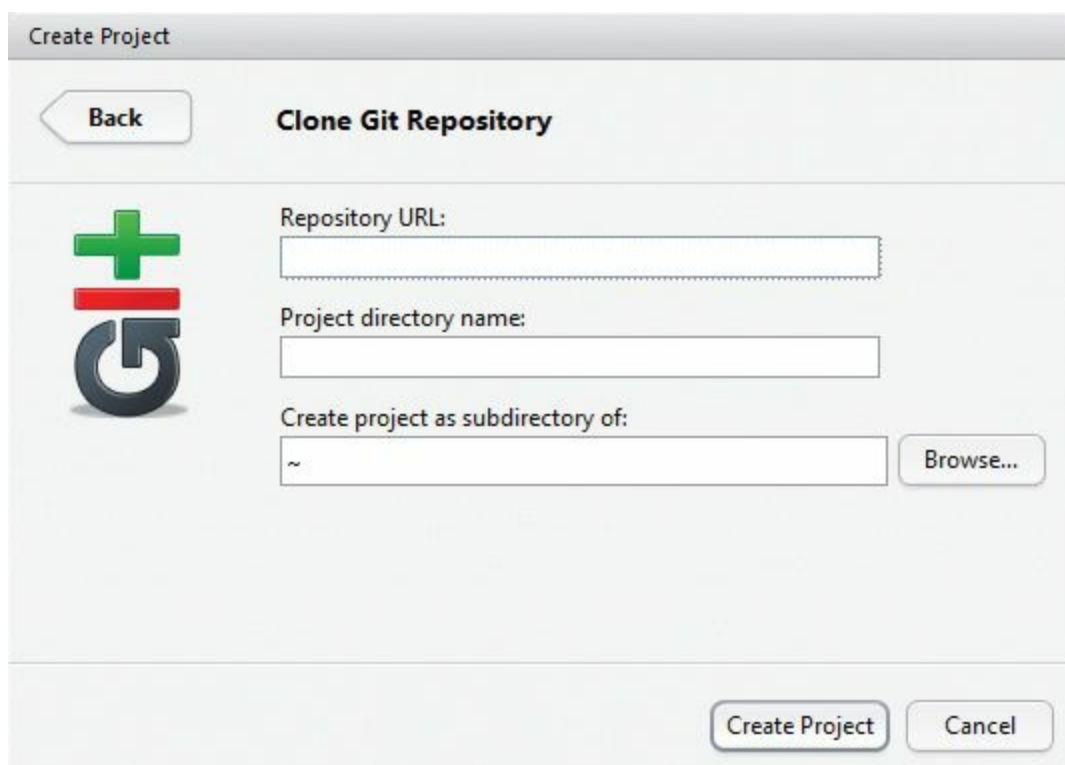 Create Project
Back
Clone Git Repository
git
Repository URL:
Project directory name:
Create project as subdirectory of:
~
Browse...
Create Project
Cancel